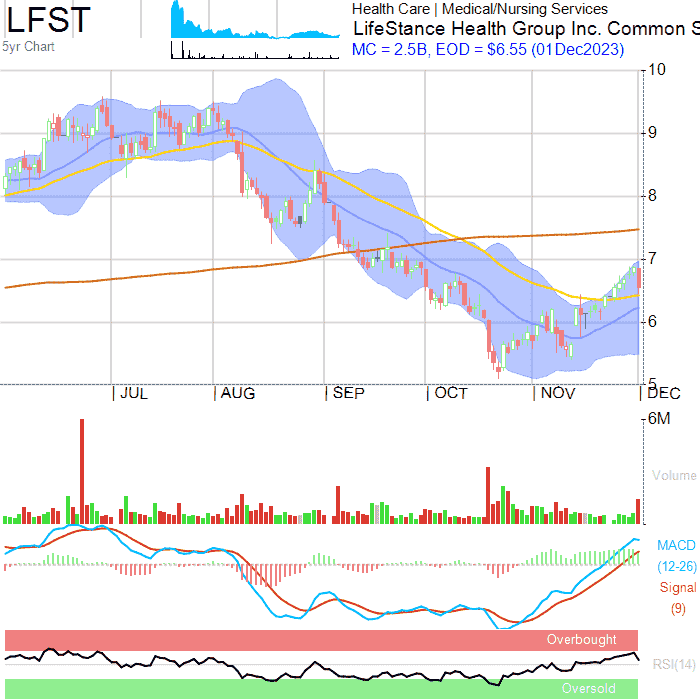 LFST
5yr Chart
Health Care | Medical/Nursing Services
LifeStance Health Group Inc. Common S
MC = 2.5B, EOD = $6.55 (01Dec2023)
10
9
8
7
6
5
JUL
AUG
SEP
OCT
NOV
DEC
6M
Volume
MACD
(12-26)
Signal
(9)
Overbought
RSI(14)
Oversold